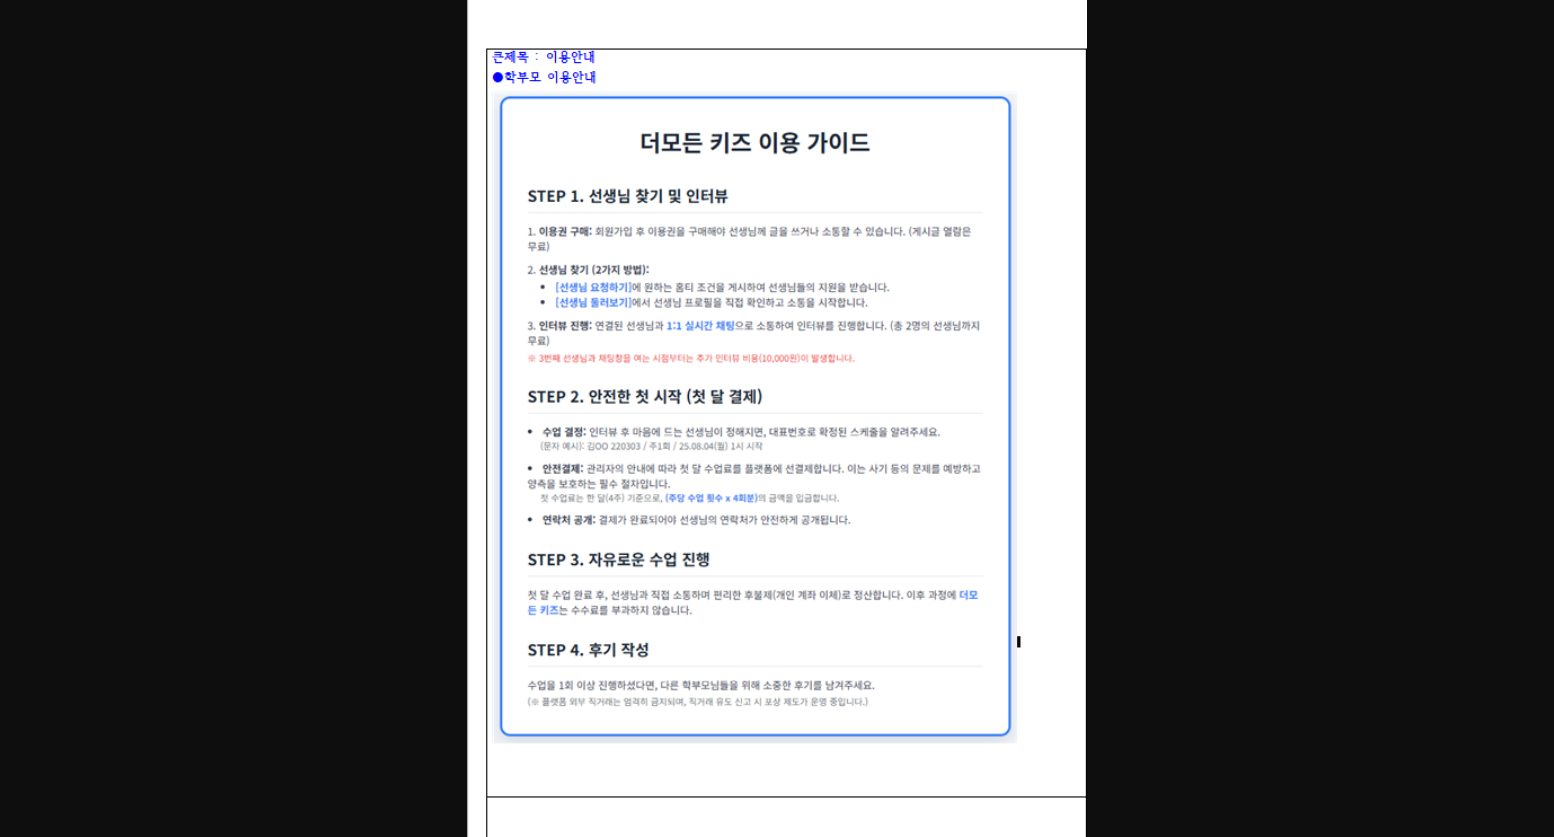 큰제목 : 이용안내
●학부모 이용안내
더모든 키즈 이용 가이드
STEP 1. 선생님 찾기 및 인터뷰
1. 이용권 구매: 회원가입 후 이용권을 구매해야 선생님께 글을 쓰거나 소통할 수 있습니다. (게시글 열람은
무료)
2. 선생님 찾기 (2가지 방법):
• [선생님 요청하기]에 원하는 홈티 조건을 게시하여 선생님들의 지원을 받습니다.
• [선생님 둘러보기]에서 선생님 프로필을 직접 확인하고 소통을 시작합니다.
3. 인터뷰 진행: 연결된 선생님과 1:1 실시간 채팅으로 소통하여 인터뷰를 진행합니다. (총 2명의 선생님까지
무료)
※ 3번째 선생님과 채팅창을 여는 시점부터는 추가 인터뷰 비용(10,000원)이 발생합니다.
STEP 2. 안전한 첫 시작 (첫 달 결제)
• 수업 결정: 인터뷰 후 마음에 드는 선생님이 정해지면, 대표번호로 확정된 스케줄을 알려주세요.
(문자 예시): 김OO 220303 / 주1회 / 25.08.04(월) 1시 시작
• 안전결제: 관리자의 안내에 따라 첫 달 수업료를 플랫폼에 선결제합니다. 이는 사기 등의 문제를 예방하고
양측을 보호하는 필수 절차입니다.
첫 수업료는 한 달(4주) 기준으로, (주당 수업 횟수 x 4회분)의 금액을 입금합니다.
• 연락처 공개: 결제가 완료되어야 선생님의 연락처가 안전하게 공개됩니다.
STEP 3. 자유로운 수업 진행
첫 달 수업 완료 후, 선생님과 직접 소통하며 편리한 후불제(개인 계좌 이체)로 정산합니다. 이후 과정에 더모
든 키즈는 수수료를 부과하지 않습니다.
STEP 4. 후기 작성
수업을 1회 이상 진행하셨다면, 다른 학부모님들을 위해 소중한 후기를 남겨주세요.
(※ 플랫폼 외부 직거래는 엄격히 금지되며, 직거래 유도 신고 시 포상 제도가 운영 중입니다.)